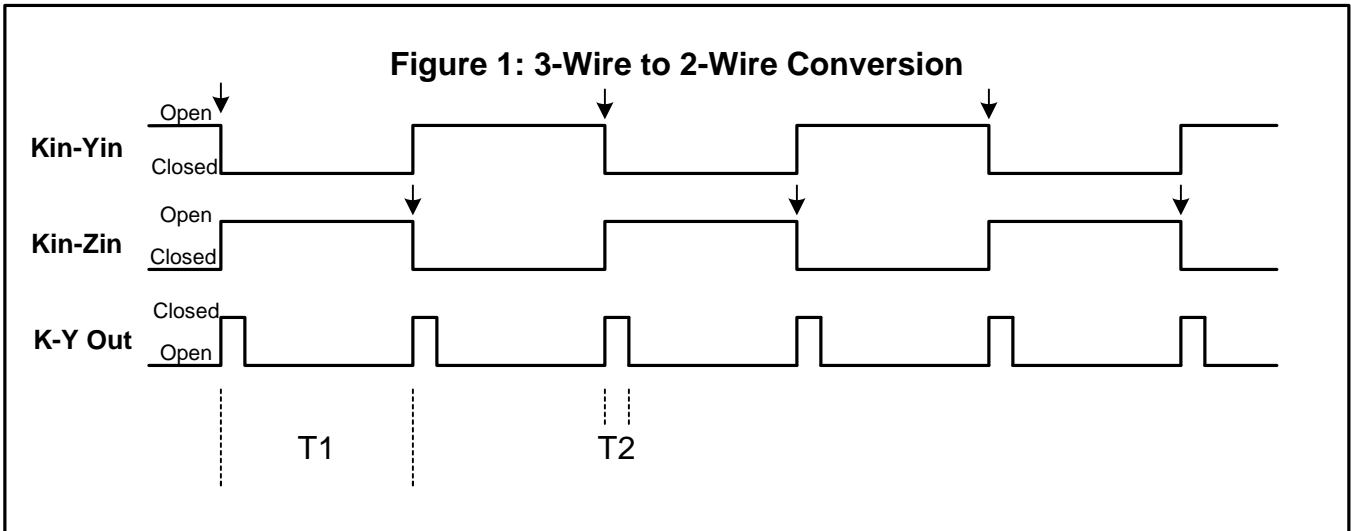 Figure 1: 3-Wire to 2-Wire Conversion
Open
Kin-Yin
Closed
Open
Kin-Zin
Closed
Closed
K-Y Out
Open
T1
T2